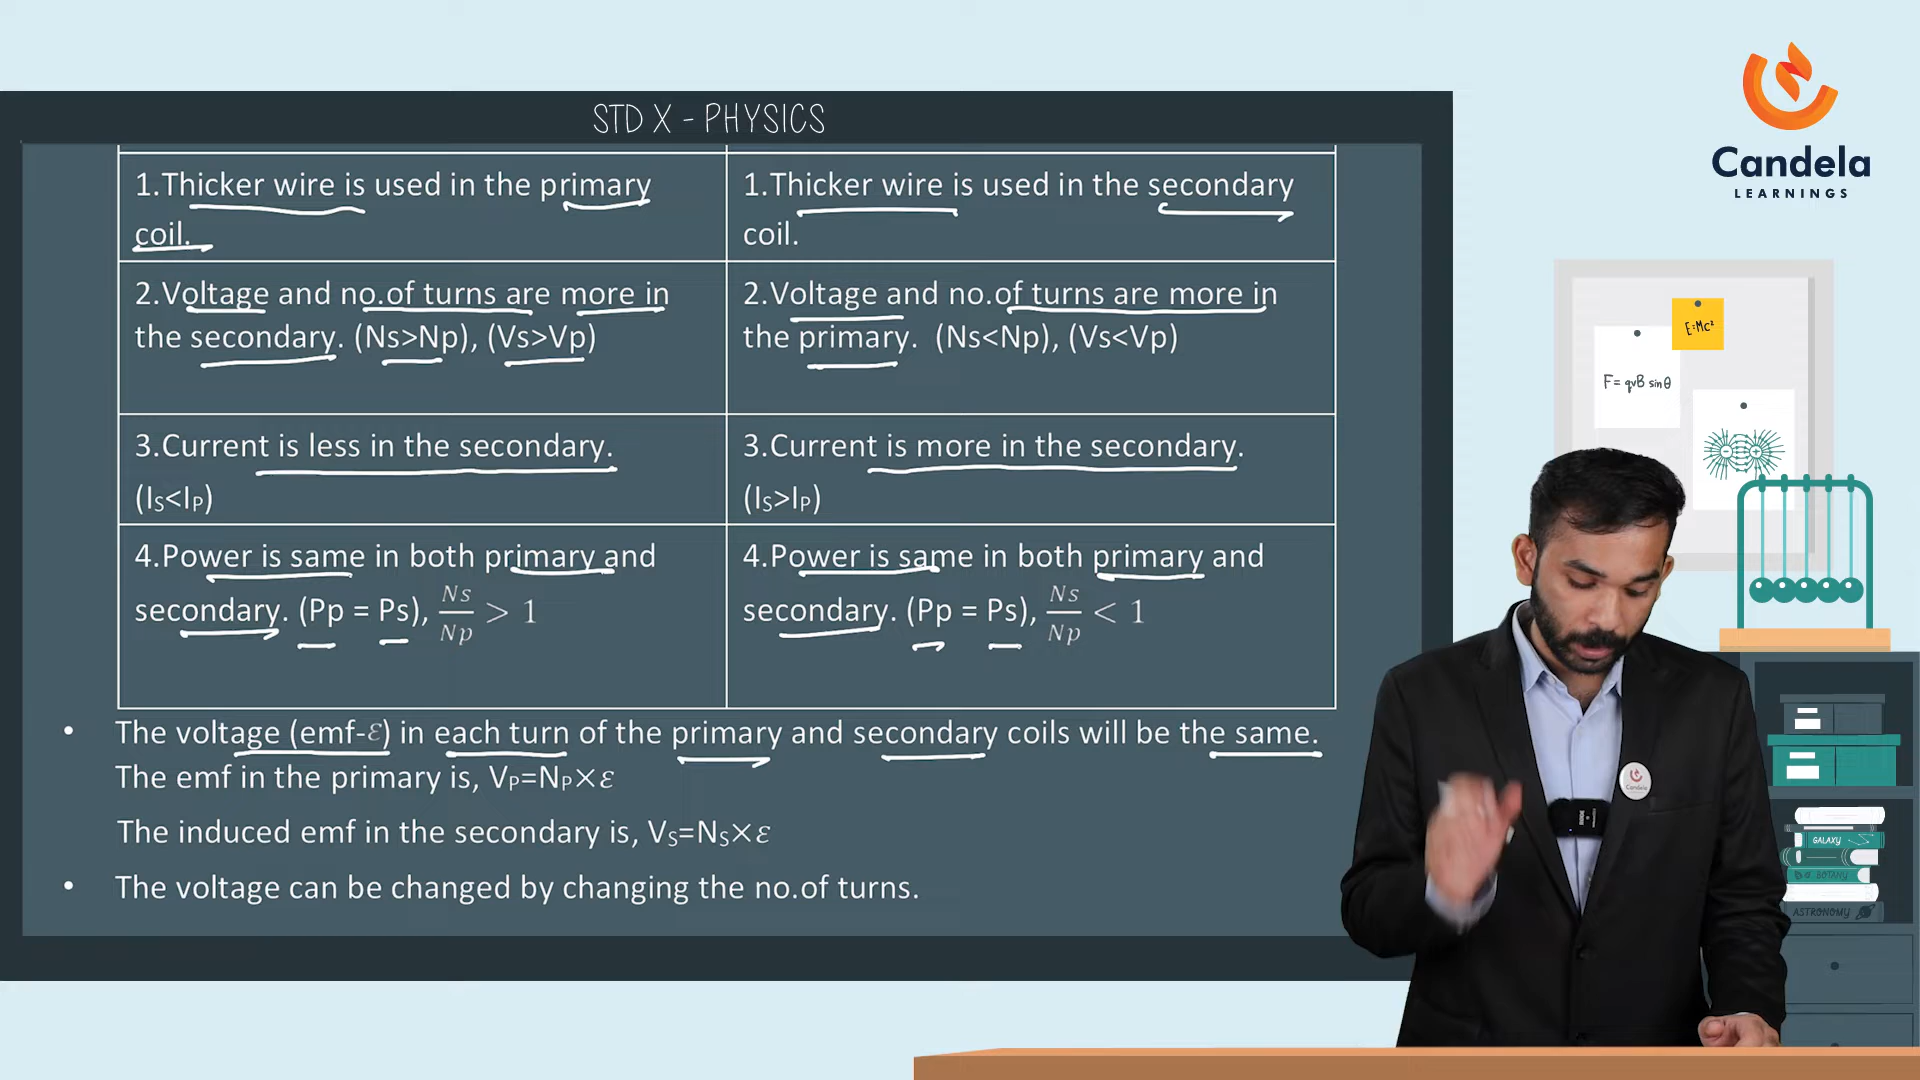 STD X - PHYSICS
1.Thicker wire is used in the primary
coil.
1.Thicker wire is used in the secondary
coil.
2.Voltage and no.of turns are more in
the secondary. (Ns>Np), (Vs>Vp)
2.Voltage and no.of turns are more in
the primary. (Ns<Np), (Vs<Vp)
3.Current is less in the secondary.
(IS<IP)
3.Current is more in the secondary.
(IS>IP)
4.Power is same in both primary and
secondary. (Pp = Ps), Ns/Np > 1
4.Power is same in both primary and
secondary. (Pp = Ps), Ns/Np < 1
• The voltage (emf-ε) in each turn of the primary and secondary coils will be the same.
The emf in the primary is, VP=NP×ε
The induced emf in the secondary is, VS=NS×ε
• The voltage can be changed by changing the no.of turns.
Candela
LEARNINGS
E=Mc²
F= qvB sinθ
Candela
GALAXY
BOTANY
ASTRONOMY